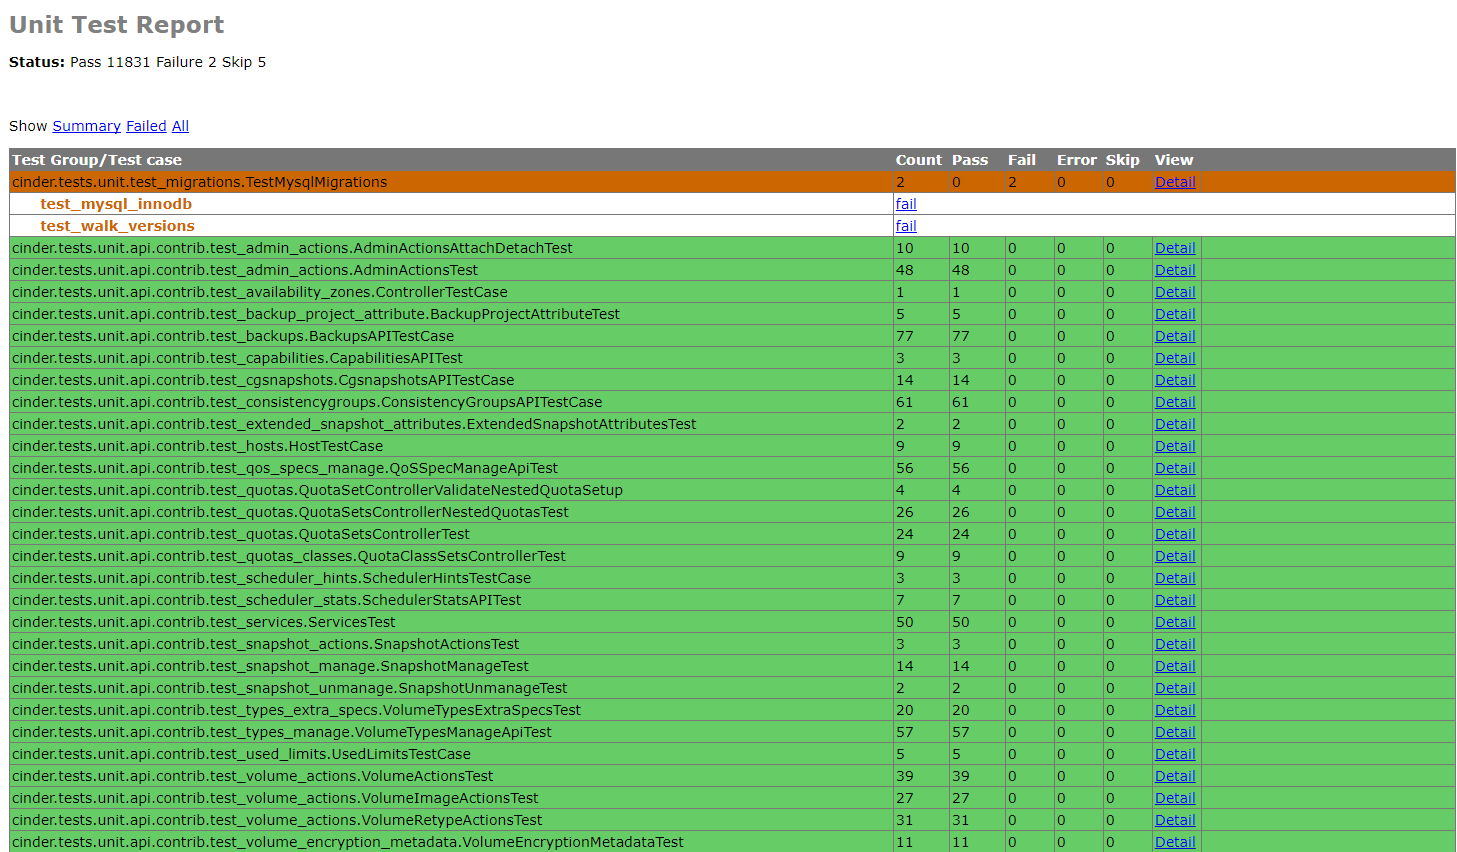 Unit Test Report
Status: Pass 11831 Failure 2 Skip 5
Show Summary Failed All
Test Group/Test case Count Pass Fail Error Skip View
cinder.tests.unit.test_migrations.TestMysqlMigrations 2 0 2 0 0 Detail
test_mysql_innodb fail
test_walk_versions fail
cinder.tests.unit.api.contrib.test_admin_actions.AdminActionsAttachDetachTest 10 10 0 0 0 Detail
cinder.tests.unit.api.contrib.test_admin_actions.AdminActionsTest 48 48 0 0 0 Detail
cinder.tests.unit.api.contrib.test_availability_zones.ControllerTestCase 1 1 0 0 0 Detail
cinder.tests.unit.api.contrib.test_backup_project_attribute.BackupProjectAttributeTest 5 5 0 0 0 Detail
cinder.tests.unit.api.contrib.test_backups.BackupsAPITestCase 77 77 0 0 0 Detail
cinder.tests.unit.api.contrib.test_capabilities.CapabilitiesAPITest 3 3 0 0 0 Detail
cinder.tests.unit.api.contrib.test_cgsnapshots.CgsnapshotsAPITestCase 14 14 0 0 0 Detail
cinder.tests.unit.api.contrib.test_consistencygroups.ConsistencyGroupsAPITestCase 61 61 0 0 0 Detail
cinder.tests.unit.api.contrib.test_extended_snapshot_attributes.ExtendedSnapshotAttributesTest 2 2 0 0 0 Detail
cinder.tests.unit.api.contrib.test_hosts.HostTestCase 9 9 0 0 0 Detail
cinder.tests.unit.api.contrib.test_qos_specs_manage.QoSSpecManageApiTest 56 56 0 0 0 Detail
cinder.tests.unit.api.contrib.test_quotas.QuotaSetControllerValidateNestedQuotaSetup 4 4 0 0 0 Detail
cinder.tests.unit.api.contrib.test_quotas.QuotaSetsControllerNestedQuotasTest 26 26 0 0 0 Detail
cinder.tests.unit.api.contrib.test_quotas.QuotaSetsControllerTest 24 24 0 0 0 Detail
cinder.tests.unit.api.contrib.test_quotas_classes.QuotaClassSetsControllerTest 9 9 0 0 0 Detail
cinder.tests.unit.api.contrib.test_scheduler_hints.SchedulerHintsTestCase 3 3 0 0 0 Detail
cinder.tests.unit.api.contrib.test_scheduler_stats.SchedulerStatsAPITest 7 7 0 0 0 Detail
cinder.tests.unit.api.contrib.test_services.ServicesTest 50 50 0 0 0 Detail
cinder.tests.unit.api.contrib.test_snapshot_actions.SnapshotActionsTest 3 3 0 0 0 Detail
cinder.tests.unit.api.contrib.test_snapshot_manage.SnapshotManageTest 14 14 0 0 0 Detail
cinder.tests.unit.api.contrib.test_snapshot_unmanage.SnapshotUnmanageTest 2 2 0 0 0 Detail
cinder.tests.unit.api.contrib.test_types_extra_specs.VolumeTypesExtraSpecsTest 20 20 0 0 0 Detail
cinder.tests.unit.api.contrib.test_types_manage.VolumeTypesManageApiTest 57 57 0 0 0 Detail
cinder.tests.unit.api.contrib.test_used_limits.UsedLimitsTestCase 5 5 0 0 0 Detail
cinder.tests.unit.api.contrib.test_volume_actions.VolumeActionsTest 39 39 0 0 0 Detail
cinder.tests.unit.api.contrib.test_volume_actions.VolumeImageActionsTest 27 27 0 0 0 Detail
cinder.tests.unit.api.contrib.test_volume_actions.VolumeRetypeActionsTest 31 31 0 0 0 Detail
cinder.tests.unit.api.contrib.test_volume_encryption_metadata.VolumeEncryptionMetadataTest 11 11 0 0 0 Detail